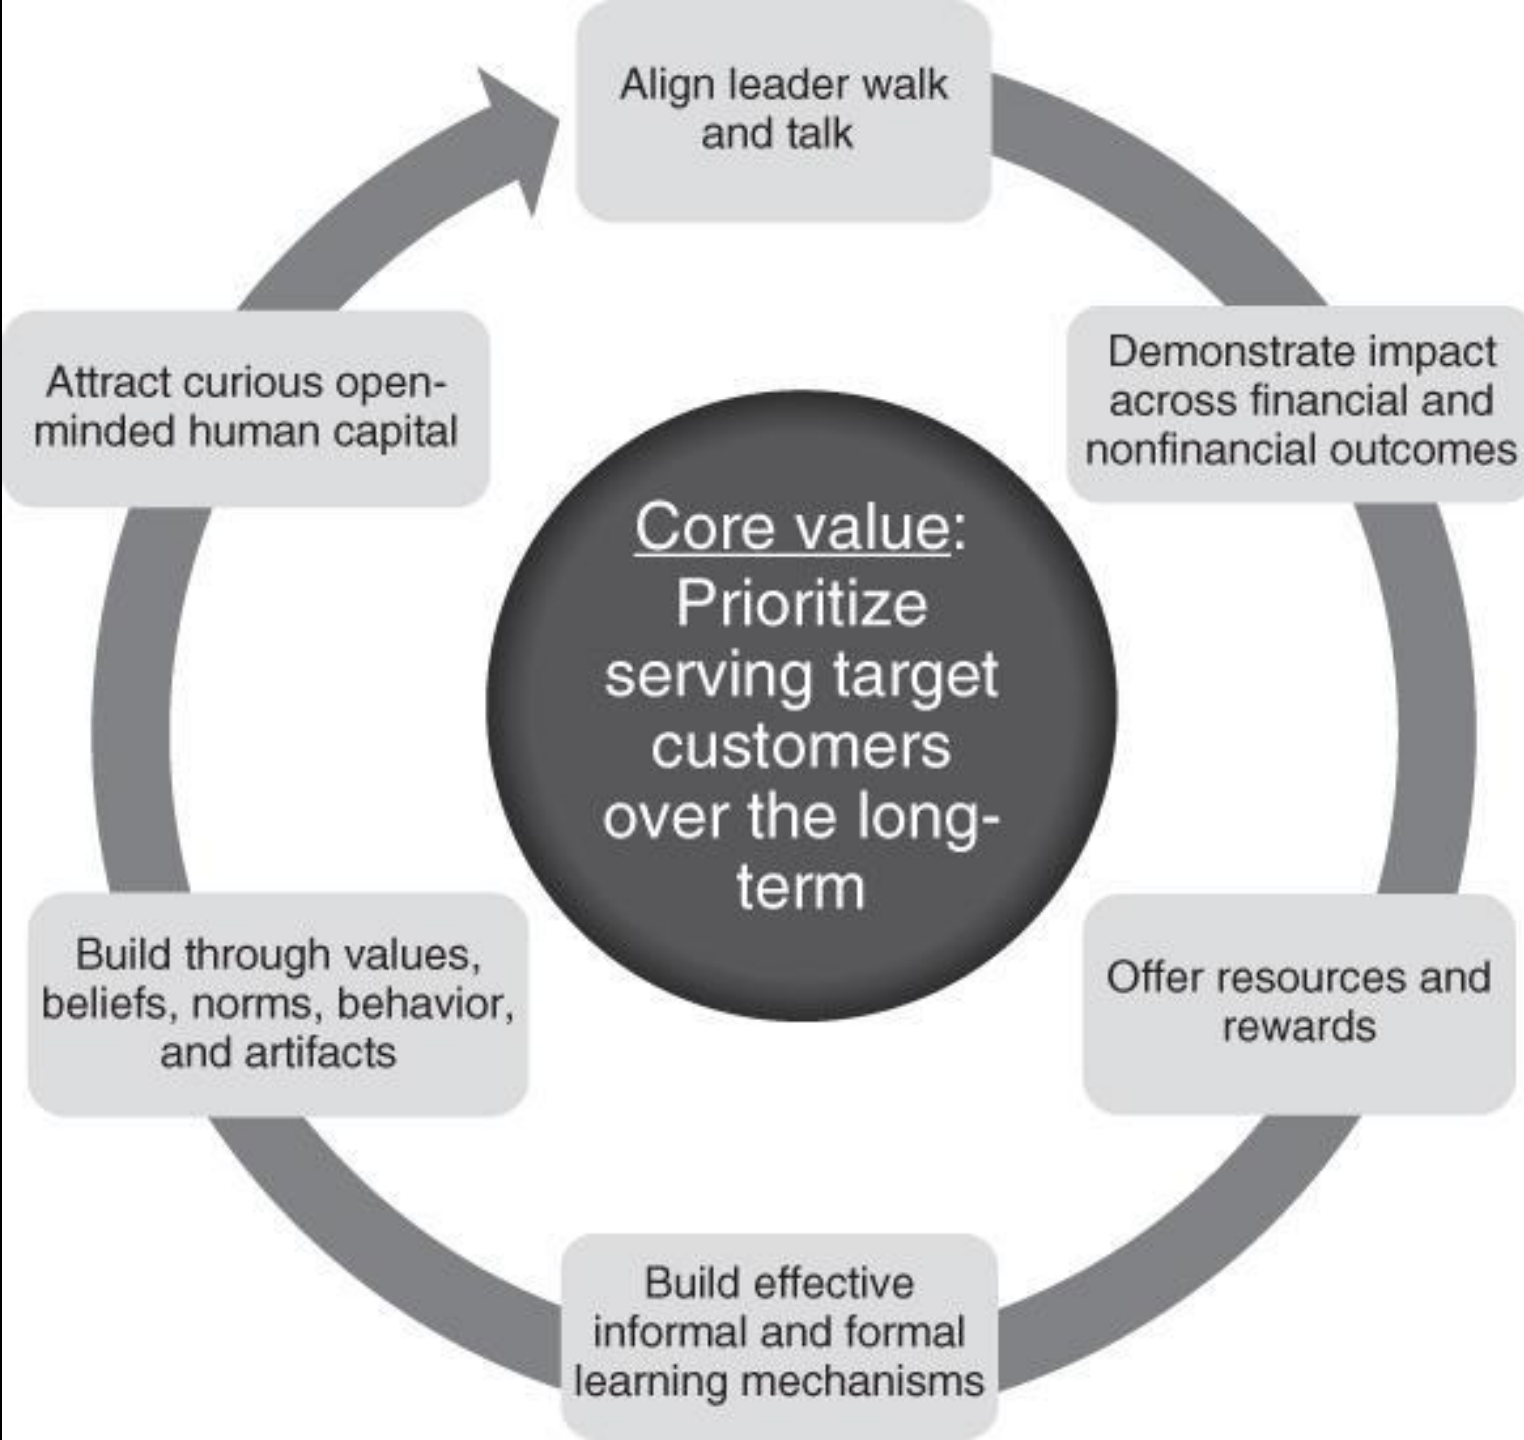 Align leader walk
and talk
Demonstrate impact
across financial and
nonfinancial outcomes
Offer resources and
rewards
Build effective
informal and formal
learning mechanisms
Build through values,
beliefs, norms, behavior,
and artifacts
Attract curious open-
minded human capital
Core value:
Prioritize
serving target
customers
over the long-
term